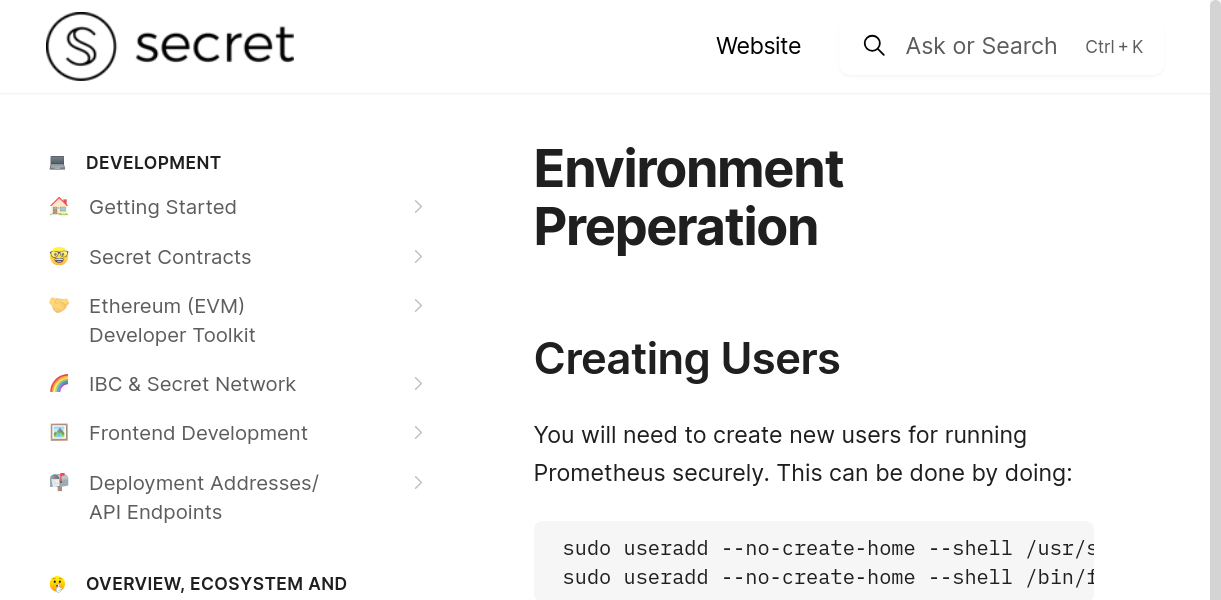 secret
Website
Ask or Search
Ctrl + K
DEVELOPMENT
Getting Started
Secret Contracts
Ethereum (EVM)
Developer Toolkit
IBC & Secret Network
Frontend Development
Deployment Addresses/
API Endpoints
OVERVIEW, ECOSYSTEM AND
Environment
Preperation
Creating Users
You will need to create new users for running
Prometheus securely. This can be done by doing:
sudo useradd --no-create-home --shell /usr/s
sudo useradd --no-create-home --shell /bin/f